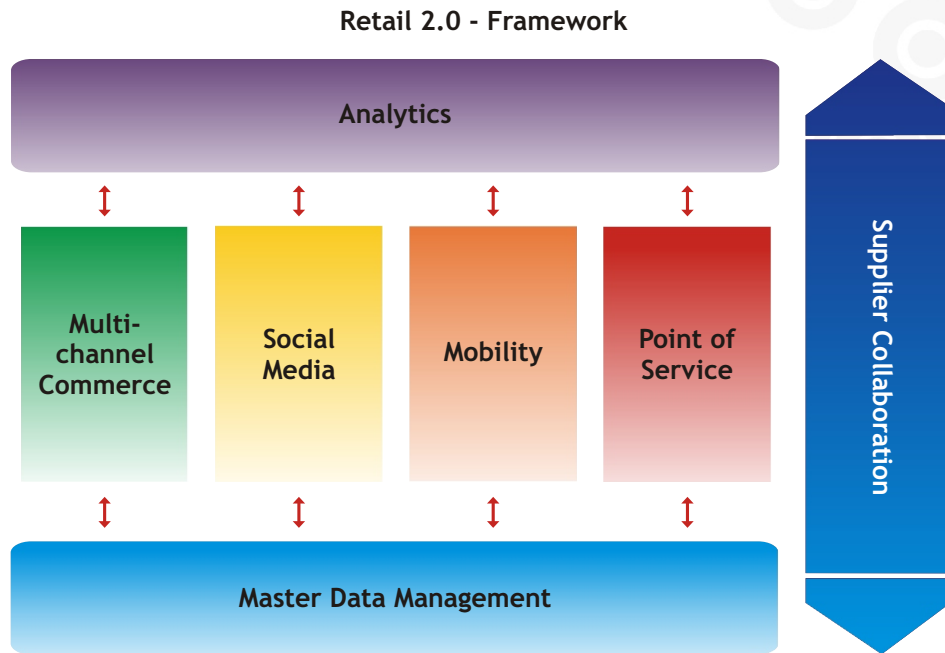 Retail 2.0 - Framework
Analytics
Multi-
channel
Commerce
Social
Media
Mobility
Point of
Service
Supplier Collaboration
Master Data Management